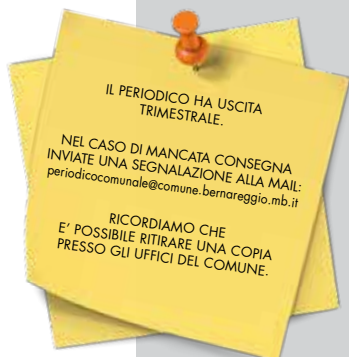 IL PERIODICO HA USCITA
TRIMESTRALE.
NEL CASO DI MANCATA CONSEGNA
INVIATE UNA SEGNALAZIONE ALLA MAIL:
periodicocomunale@comune.bernareggio.mb.it
RICORDIAMO CHE
E' POSSIBILE RITIRARE UNA COPIA
PRESSO GLI UFFICI DEL COMUNE.